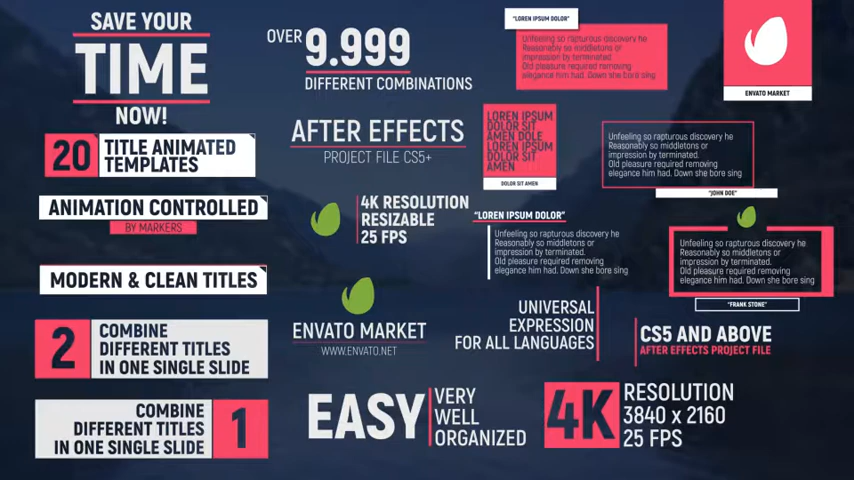 SAVE YOUR
TIME
NOW!
20 TITLE ANIMATED
TEMPLATES
ANIMATION CONTROLLED
BY MARKERS
MODERN & CLEAN TITLES
2 COMBINE
DIFFERENT TITLES
IN ONE SINGLE SLIDE
COMBINE
DIFFERENT TITLES
IN ONE SINGLE SLIDE 1
OVER 9.999
DIFFERENT COMBINATIONS
AFTER EFFECTS
PROJECT FILE CS5+
4K RESOLUTION
RESIZABLE
25 FPS
ENVATO MARKET
WWW.ENVATO.NET
EASY VERY
WELL
ORGANIZED
"LOREM IPSUM DOLOR"
Unfeeling so rapturous discovery he
Reasonably so middletons or
impression by terminated.
Old pleasure required removing
elegance him had. Down she bore sing
LOREN IPSUM
DOLOR SIT
AMEN DOLE
LOREN IPSUM
DOLOR SIT
AMEN
DOLOR SIT AMEN
"LOREN IPSUM DOLOR"
Unfeeling so rapturous discovery he
Reasonably so middletons or
impression by terminated.
Old pleasure required removing
elegance him had. Down she bore sing
UNIVERSAL
EXPRESSION
FOR ALL LANGUAGES
4K RESOLUTION
3840 x 2160
25 FPS
ENVATO MARKET
Unfeeling so rapturous discovery he
Reasonably so middletons or
impression by terminated.
Old pleasure required removing
elegance him had. Down she bore sing
"JOHN DOE"
Unfeeling so rapturous discovery he
Reasonably so middletons or
impression by terminated.
Old pleasure required removing
elegance him had. Down she bore sing
"FRANK STONE"
CS5 AND ABOVE
AFTER EFFECTS PROJECT FILE